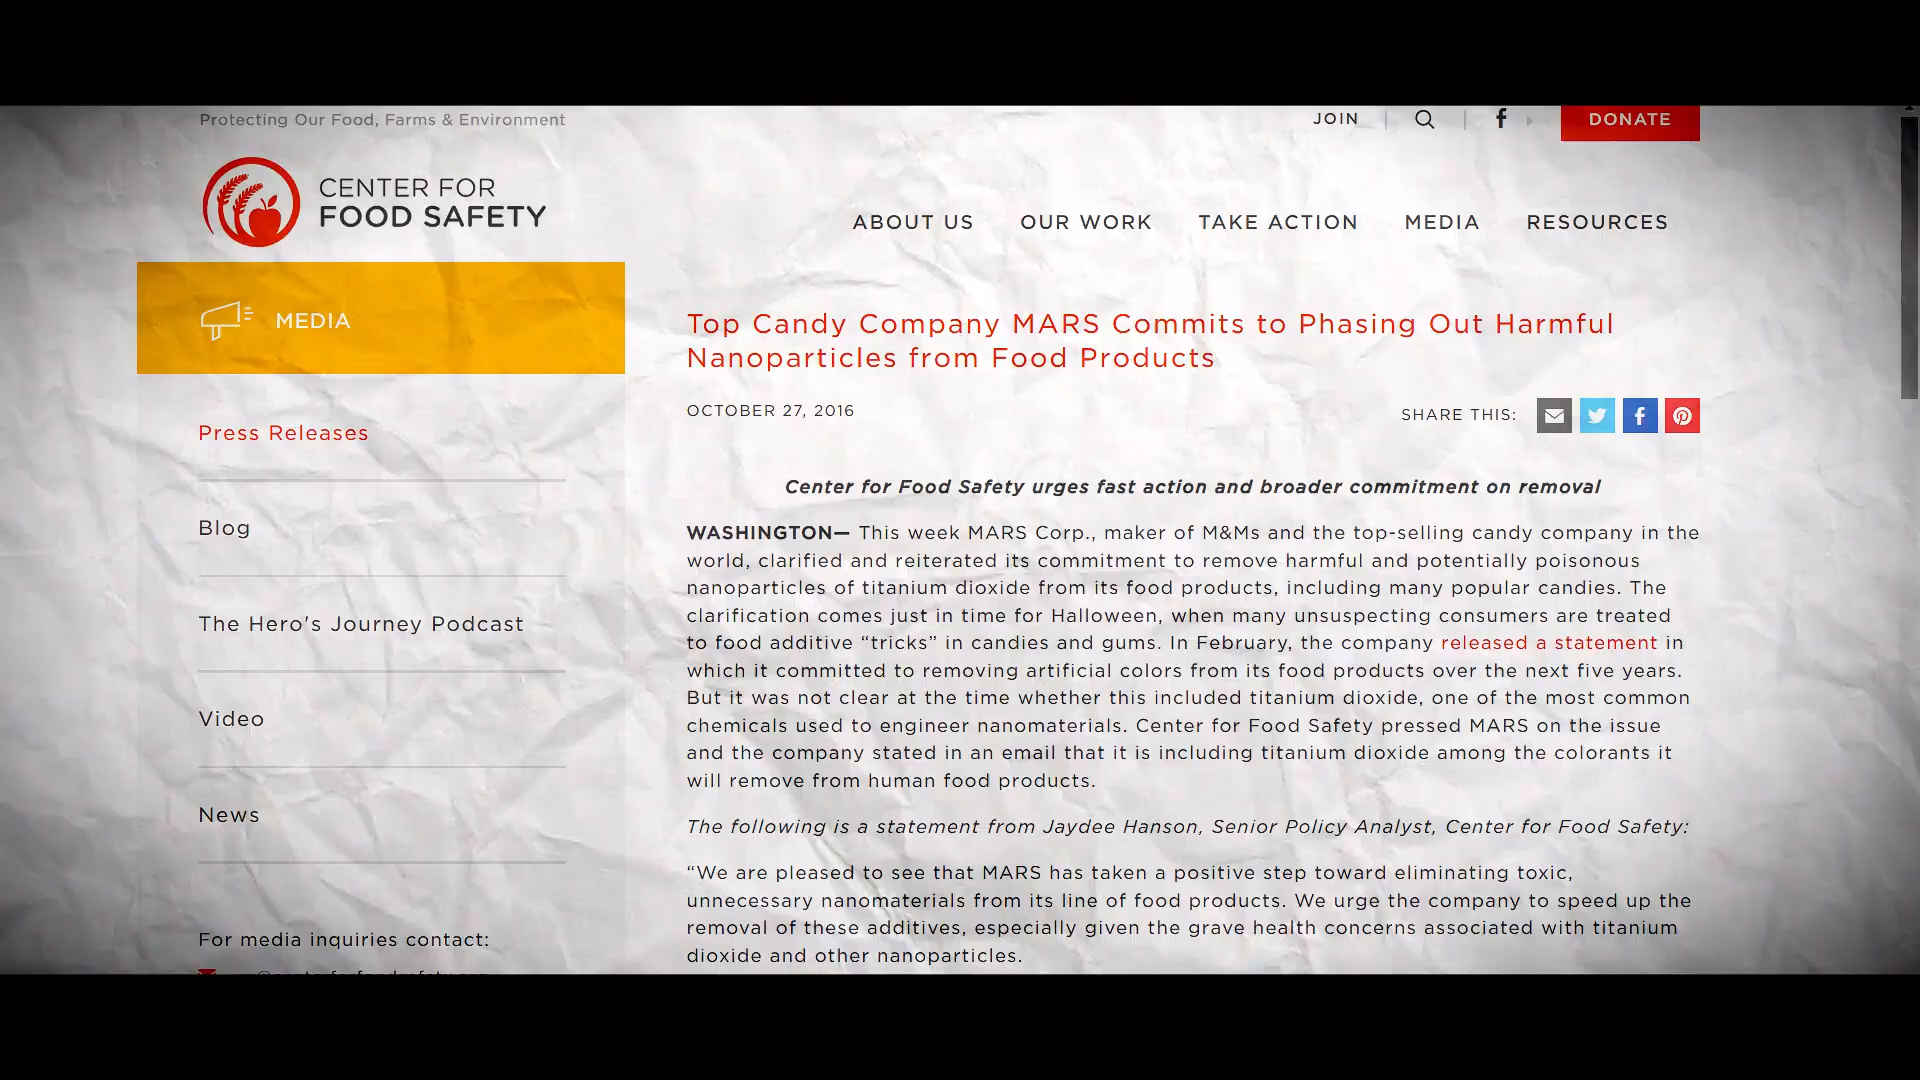 Protecting Our Food, Farms & Environment
JOIN
DONATE
CENTER FOR
FOOD SAFETY
ABOUT US
OUR WORK
TAKE ACTION
MEDIA
RESOURCES
MEDIA
Press Releases
Blog
The Hero's Journey Podcast
Video
News
For media inquiries contact:
Top Candy Company MARS Commits to Phasing Out Harmful
Nanoparticles from Food Products
OCTOBER 27, 2016
SHARE THIS:
Center for Food Safety urges fast action and broader commitment on removal
WASHINGTON— This week MARS Corp., maker of M&Ms and the top-selling candy company in the
world, clarified and reiterated its commitment to remove harmful and potentially poisonous
nanoparticles of titanium dioxide from its food products, including many popular candies. The
clarification comes just in time for Halloween, when many unsuspecting consumers are treated
to food additive “tricks” in candies and gums. In February, the company released a statement in
which it committed to removing artificial colors from its food products over the next five years.
But it was not clear at the time whether this included titanium dioxide, one of the most common
chemicals used to engineer nanomaterials. Center for Food Safety pressed MARS on the issue
and the company stated in an email that it is including titanium dioxide among the colorants it
will remove from human food products.
The following is a statement from Jaydee Hanson, Senior Policy Analyst, Center for Food Safety:
“We are pleased to see that MARS has taken a positive step toward eliminating toxic,
unnecessary nanomaterials from its line of food products. We urge the company to speed up the
removal of these additives, especially given the grave health concerns associated with titanium
dioxide and other nanoparticles.